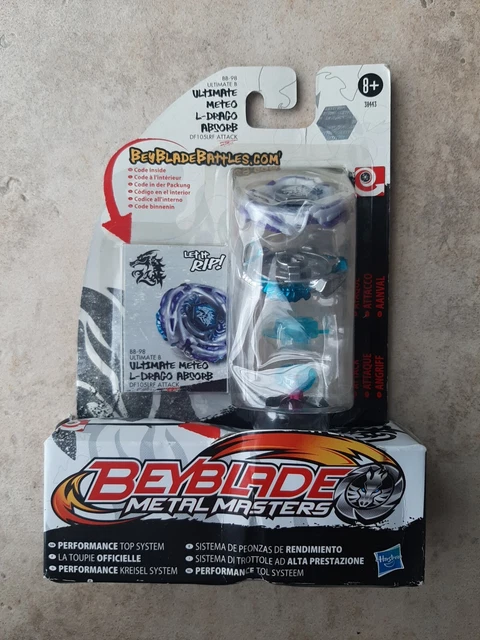 BB-98
ULTIMATE B
ULTIMATE
METEO
L-DRAGO
ABSORB
DF105LRF ATTACK
8+
BEYBLADEBATTLES.COM
Code inside
Code à l'intérieur
Code in der Packung
Código en el interior
Codice all'interno
Code binnenin
LET IT
RIP!
BB-98
ULTIMATE B
ULTIMATE METEO
L-DRAGO ABSORB
DF105LRF ATTACK
ATTACCO
AANVAL
ATTAQUE
ANGRIFF
BEYBLADE
METAL MASTERS
PERFORMANCE TOP SYSTEM
LA TOUPIE OFFICIELLE
PERFORMANCE KREISEL SYSTEM
SISTEMA DE PEONZAS DE RENDIMIENTO
SISTEMA DI TROTTOLE AD ALTA PRESTAZIONE
PERFORMANCE TOL SYSTEEM
Hasbro